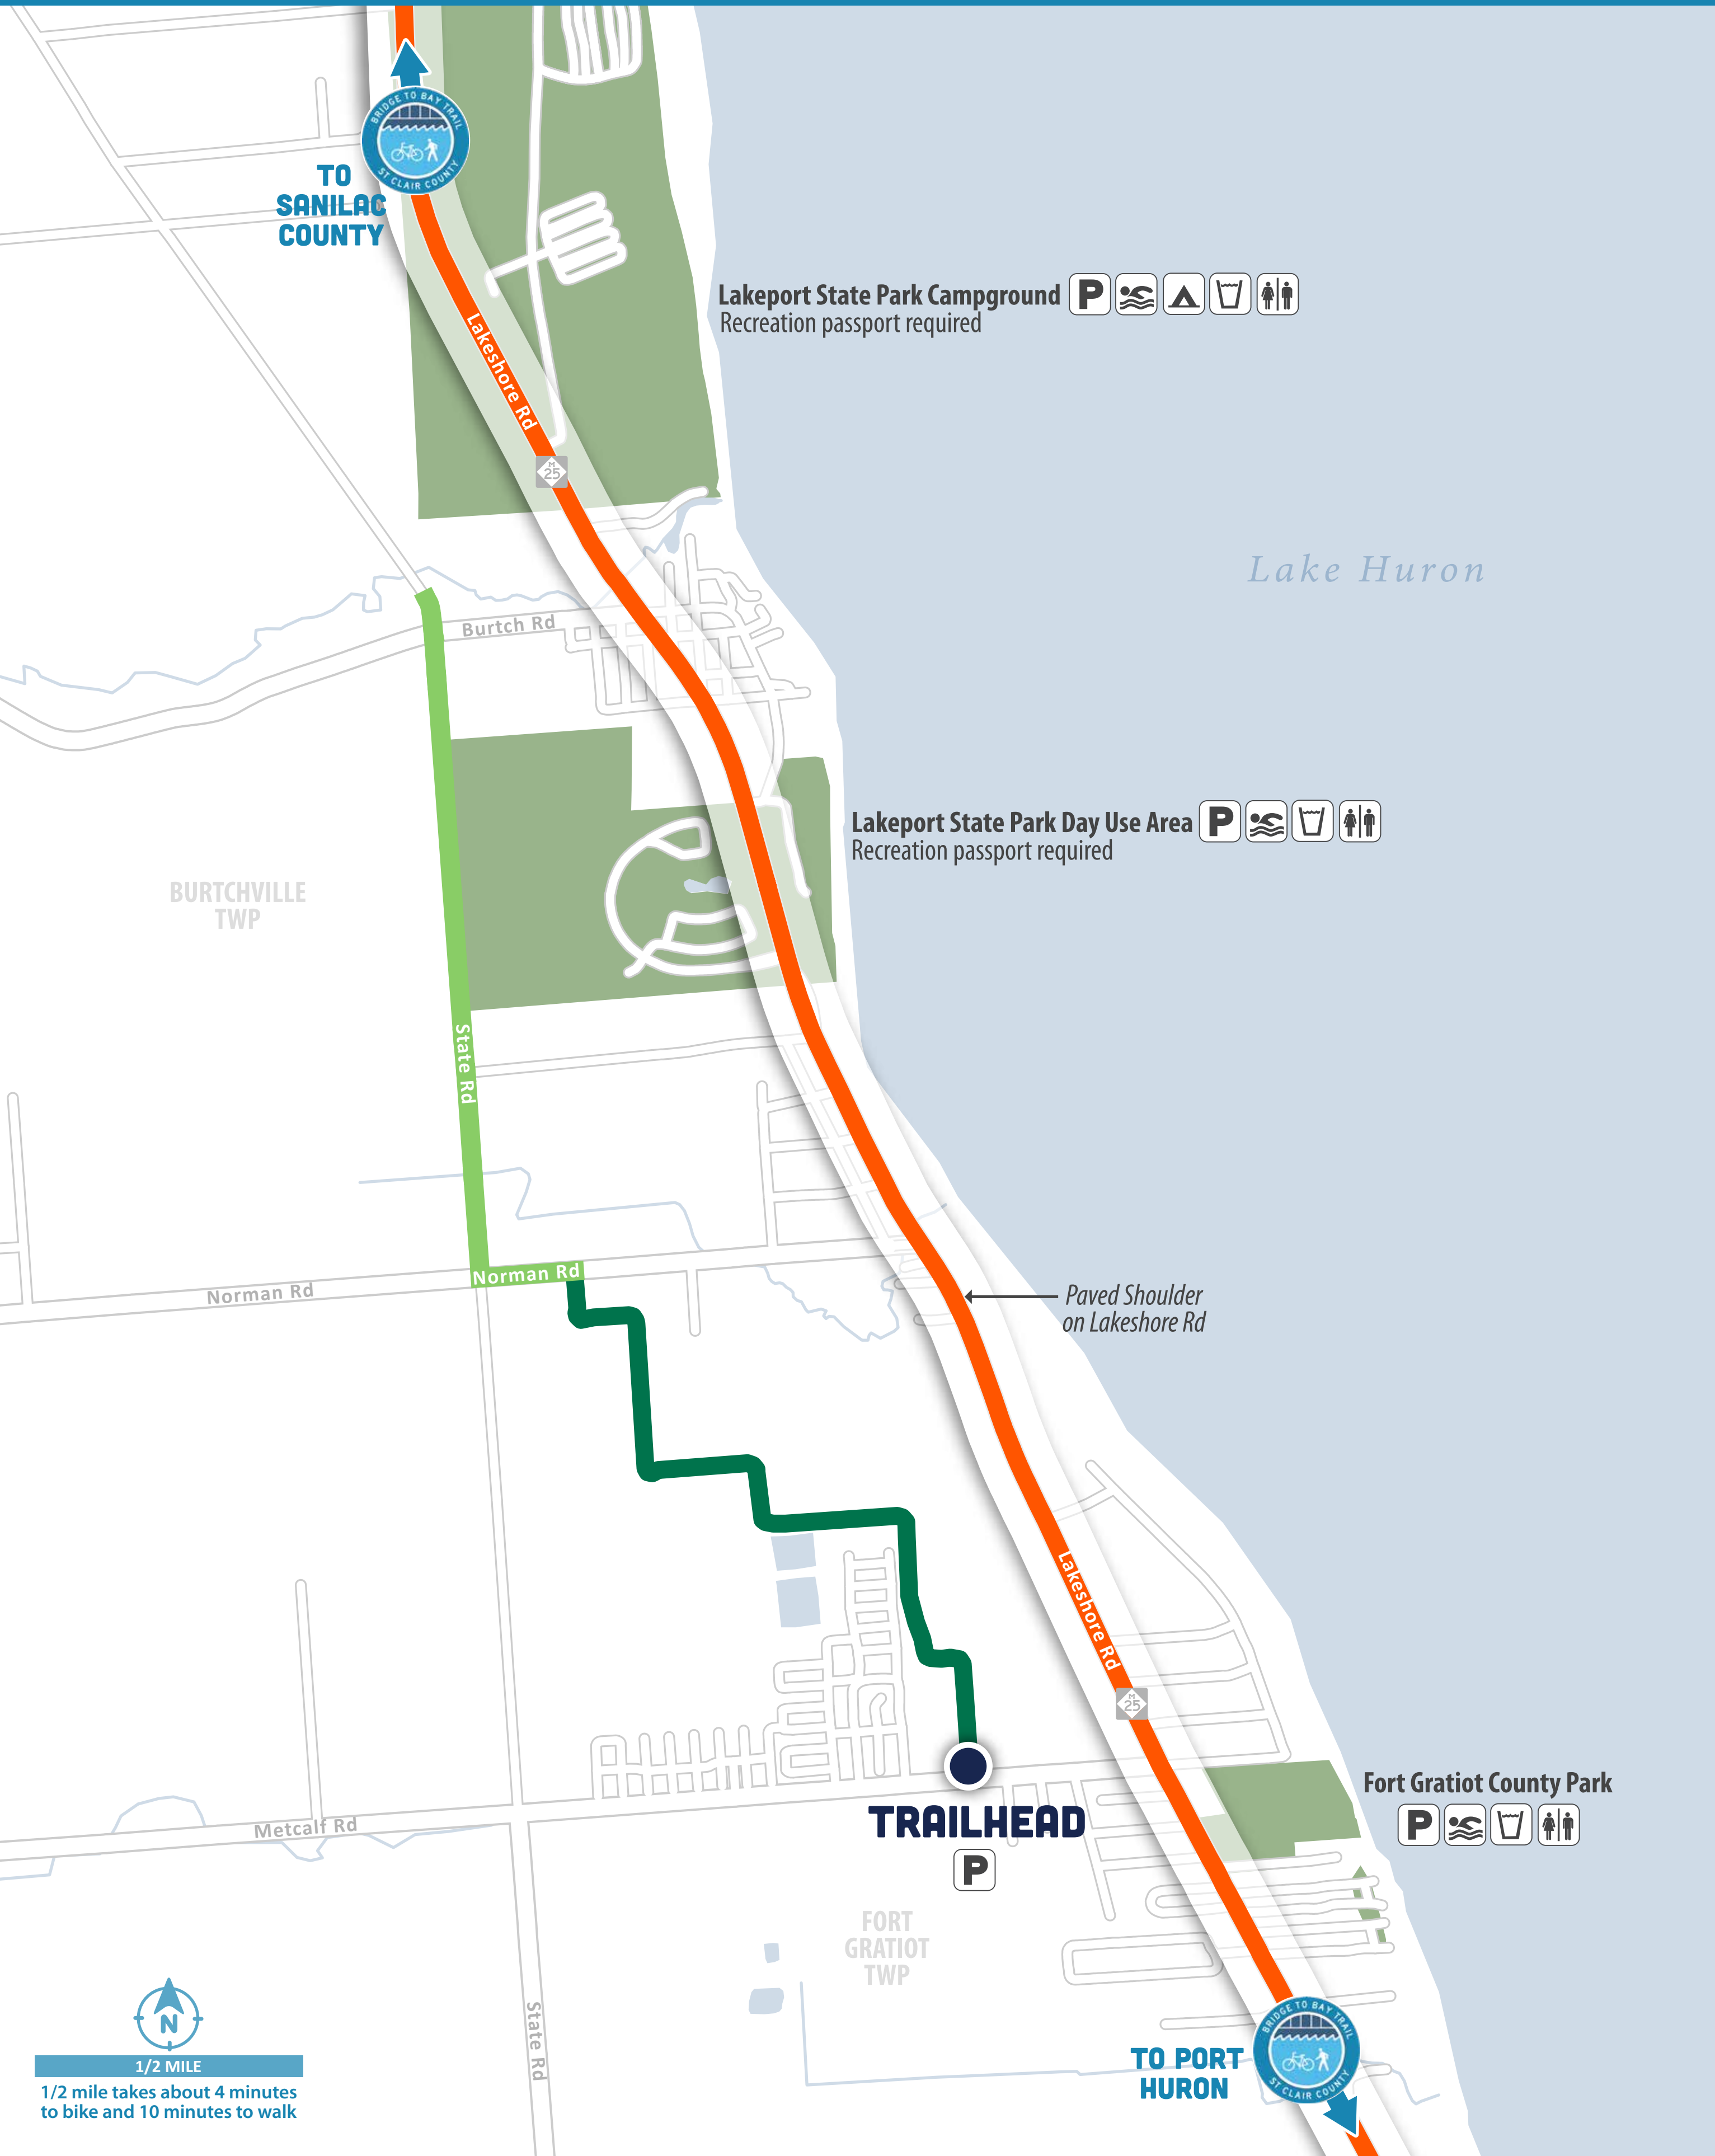 BRIDGE TO BAY TRAIL
ST CLAIR COUNTY
TO
SANILAC
COUNTY
Lakeport State Park Campground
P
Recreation passport required
Lakeshore Rd
M
25
Lake Huron
Burtch Rd
Lakeport State Park Day Use Area
P
Recreation passport required
BURTCHVILLE
TWP
State Rd
Norman Rd
Norman Rd
Paved Shoulder
on Lakeshore Rd
Lakeshore Rd
M
25
Fort Gratiot County Park
P
TRAILHEAD
P
Metcalf Rd
FORT
GRATIOT
TWP
State Rd
N
1/2 MILE
1/2 mile takes about 4 minutes
to bike and 10 minutes to walk
BRIDGE TO BAY TRAIL
ST CLAIR COUNTY
TO PORT
HURON